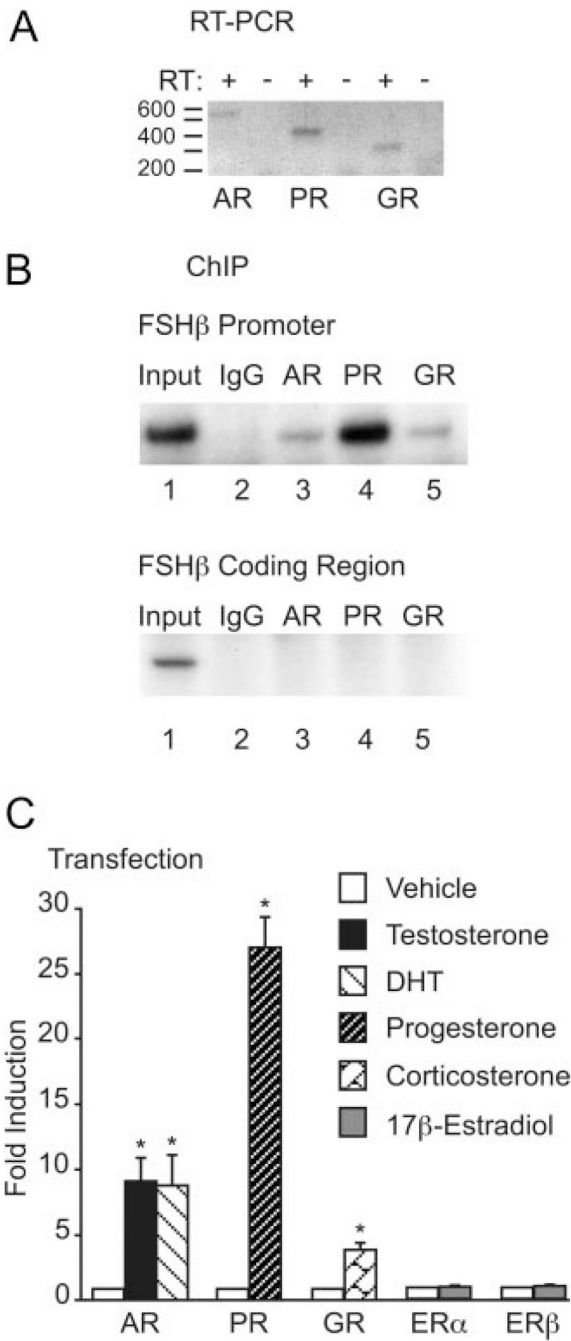 A
RT-PCR
RT: + - + - + -
600
400
200
AR PR GR
B
ChIP
FSHβ Promoter
Input IgG AR PR GR
1 2 3 4 5
FSHβ Coding Region
Input IgG AR PR GR
1 2 3 4 5
C
Transfection
Vehicle
Testosterone
DHT
Progesterone
Corticosterone
17β-Estradiol
Fold Induction
30
25
20
15
10
5
0
* * * *
AR PR GR ERα ERβ